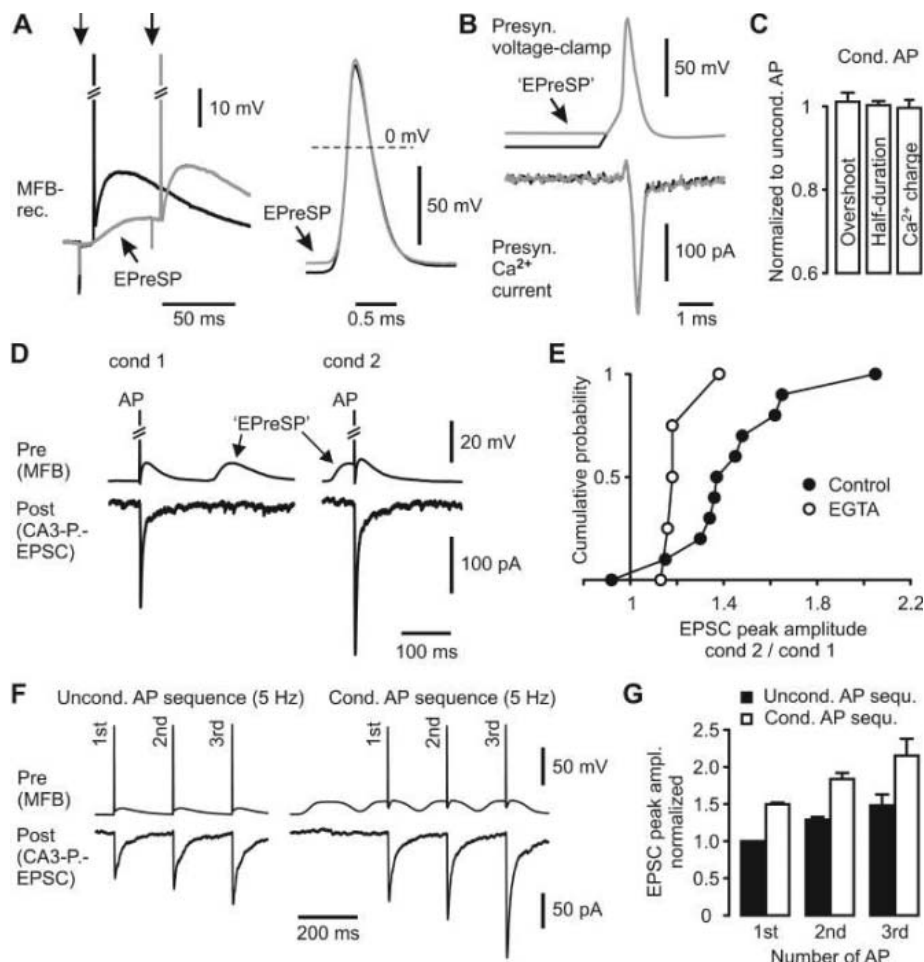 A
10 mV
0 mV
MFB-
rec.
50 mV
EPreSP
EPreSP
50 ms
0.5 ms
B
Presyn.
voltage-clamp
'EPreSP'
50 mV
Presyn.
Ca2+
current
100 pA
1 ms
C
Cond. AP
Normalized to uncond. AP
1
0.8
0.6
Overshoot
Half-duration
Ca2+ charge
D
cond 1
cond 2
AP
AP
'EPreSP'
20 mV
Pre
(MFB)
Post
(CA3-P.-
EPSC)
100 pA
100 ms
E
Cumulative probability
1
0.5
Control
EGTA
1
1.4
1.8
2.2
EPSC peak amplitude
cond 2 / cond 1
F
Uncond. AP sequence (5 Hz)
Cond. AP sequence (5 Hz)
1st
2nd
3rd
1st
2nd
3rd
50 mV
Pre
(MFB)
Post
(CA3-P.-
EPSC)
50 pA
200 ms
G
Uncond. AP sequ.
Cond. AP sequ.
EPSC peak ampl.
normalized
2.5
2.0
1.5
1.0
0.5
0
1st
2nd
3rd
Number of AP